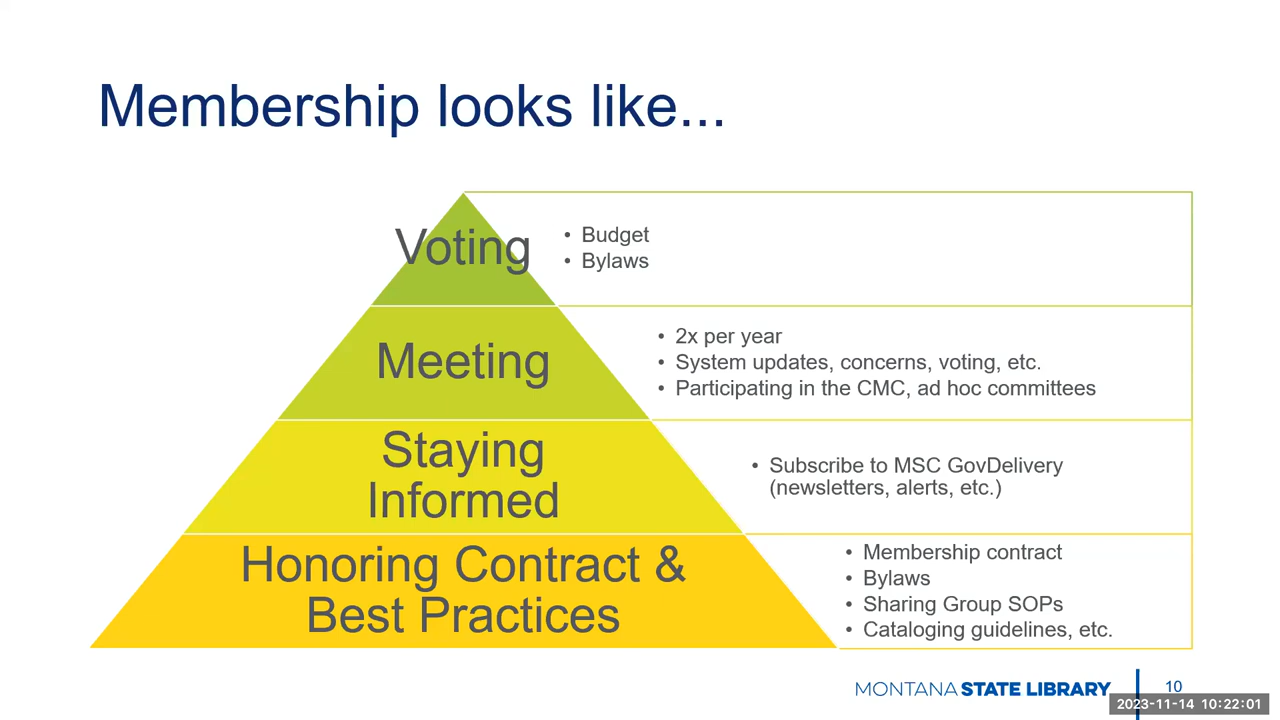 Membership looks like...
Voting
• Budget
• Bylaws
Meeting
• 2x per year
• System updates, concerns, voting, etc.
• Participating in the CMC, ad hoc committees
Staying
Informed
• Subscribe to MSC GovDelivery
(newsletters, alerts, etc.)
Honoring Contract &
Best Practices
• Membership contract
• Bylaws
• Sharing Group SOPs
• Cataloging guidelines, etc.
MONTANA STATE LIBRARY
10
2023-11-14 10:22:01